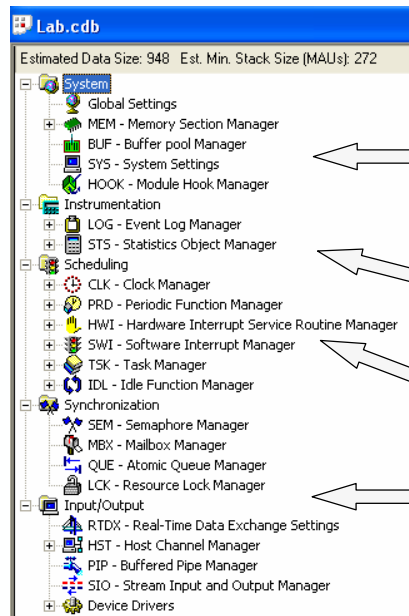 Lab.cdb
Estimated Data Size: 948 Est. Min. Stack Size (MAUs): 272
System
Global Settings
MEM - Memory Section Manager
BUF - Buffer pool Manager
SYS - System Settings
HOOK - Module Hook Manager
Instrumentation
LOG - Event Log Manager
STS - Statistics Object Manager
Scheduling
CLK - Clock Manager
PRD - Periodic Function Manager
HWI - Hardware Interrupt Service Routine Manager
SWI - Software Interrupt Manager
TSK - Task Manager
IDL - Idle Function Manager
Synchronization
SEM - Semaphore Manager
MBX - Mailbox Manager
QUE - Atomic Queue Manager
LCK - Resource Lock Manager
Input/Output
RTDX - Real-Time Data Exchange Settings
HST - Host Channel Manager
PIP - Buffered Pipe Manager
SIO - Stream Input and Output Manager
Device Drivers